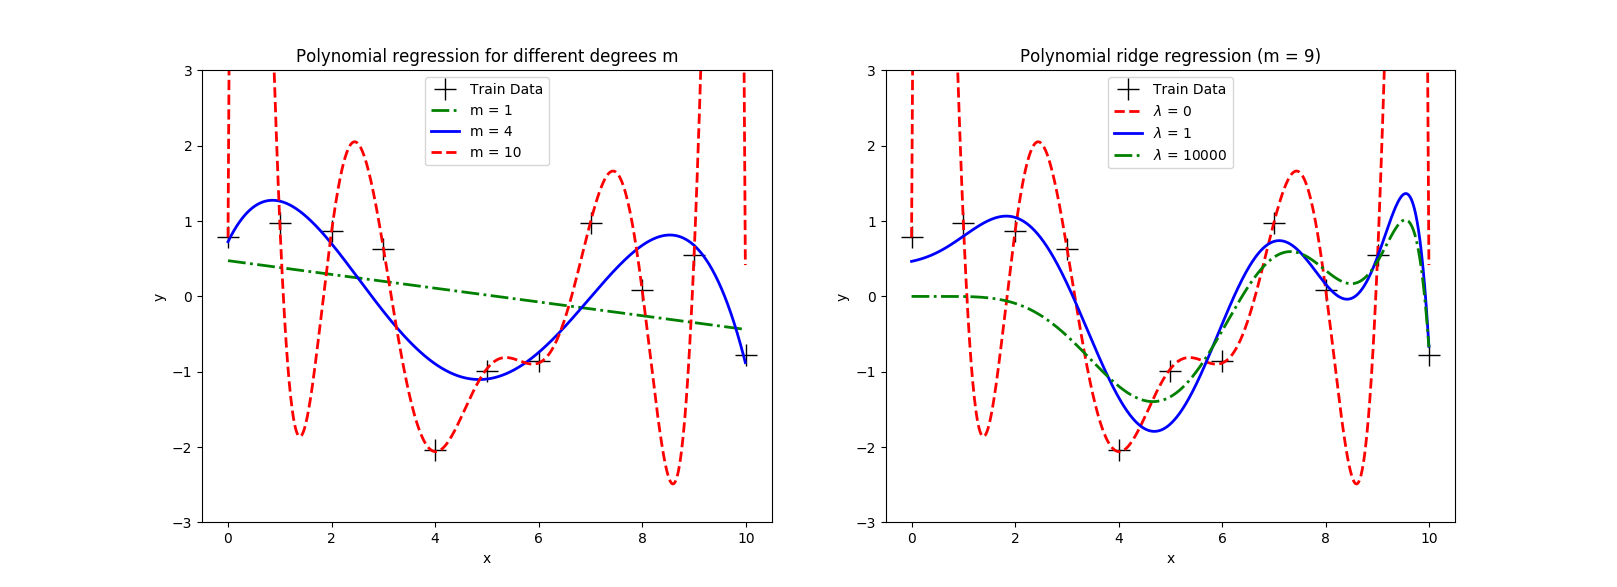 Polynomial regression for different degrees m
3
2
1
0
−1
−2
−3
y
Train Data
m = 1
m = 4
m = 10
0
2
4
6
8
10
x
Polynomial ridge regression (m = 9)
3
2
1
0
−1
−2
−3
y
Train Data
λ = 0
λ = 1
λ = 10000
0
2
4
6
8
10
x